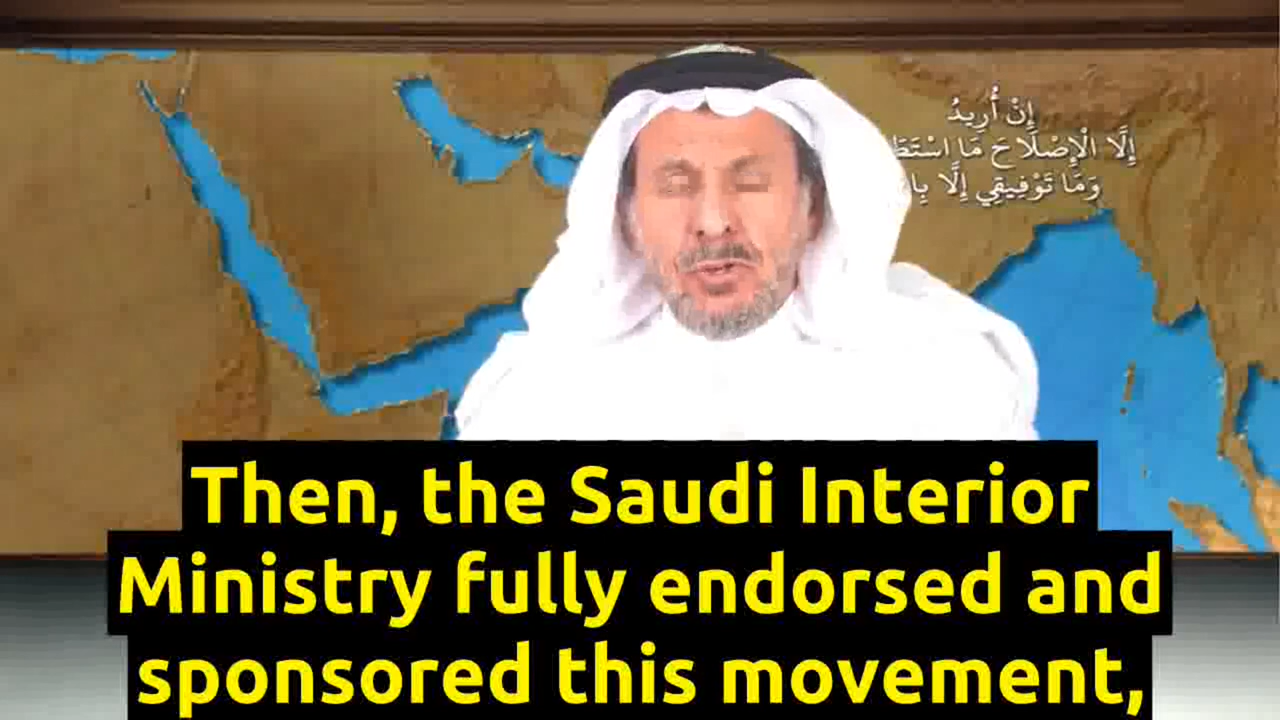 إِنْ أُرِيدُ
إِلَّا الْإِصْلَاحَ مَا
وَمَا تَوْفِيقِي إِلَّا
Then, the Saudi Interior
Ministry fully endorsed and
sponsored this movement,